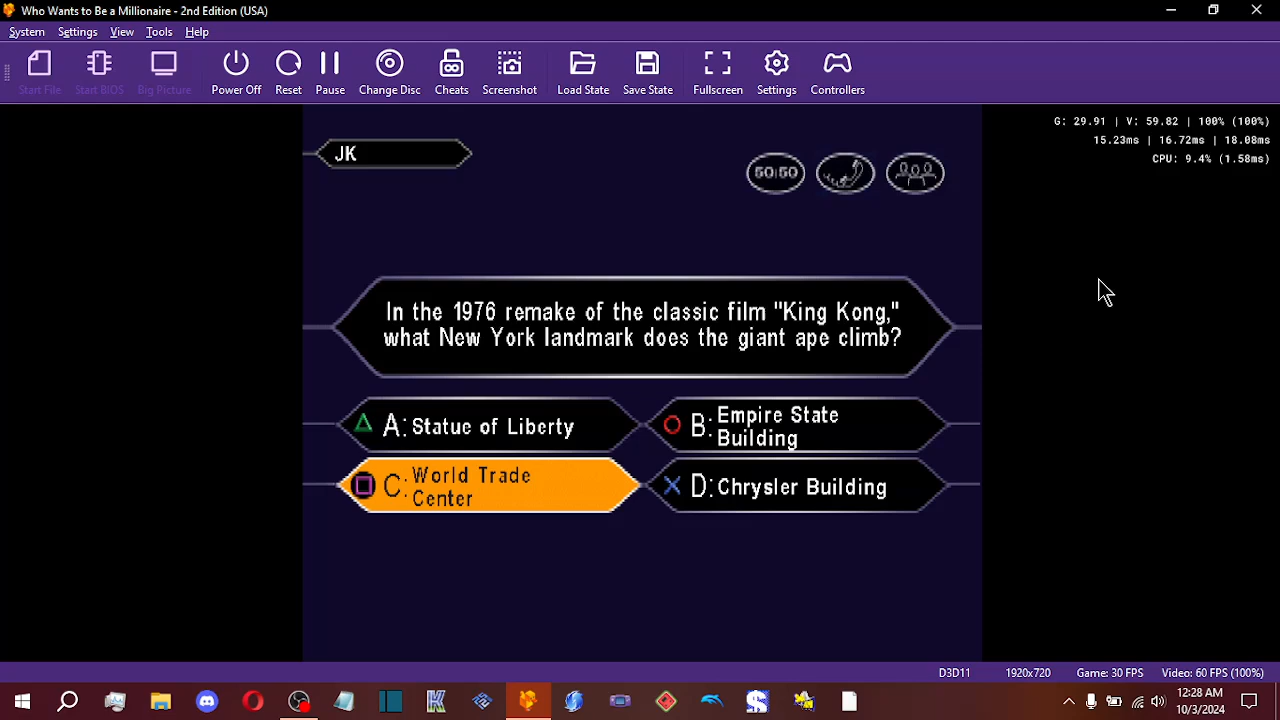 Who Wants to Be a Millionaire - 2nd Edition (USA)
System Settings View Tools Help
Start File Start BIOS Big Picture Power Off Reset Pause Change Disc Cheats Screenshot Load State Save State Fullscreen Settings Controllers
G: 29.91 | V: 59.82 | 100% (100%)
15.23ms | 16.72ms | 18.08ms
CPU: 9.4% (1.58ms)
JK
50:50
In the 1976 remake of the classic film "King Kong,"
what New York landmark does the giant ape climb?
A: Statue of Liberty
B: Empire State
Building
C: World Trade
Center
D: Chrysler Building
D3D11 1920x720 Game: 30 FPS Video: 60 FPS (100%)
12:28 AM
10/3/2024